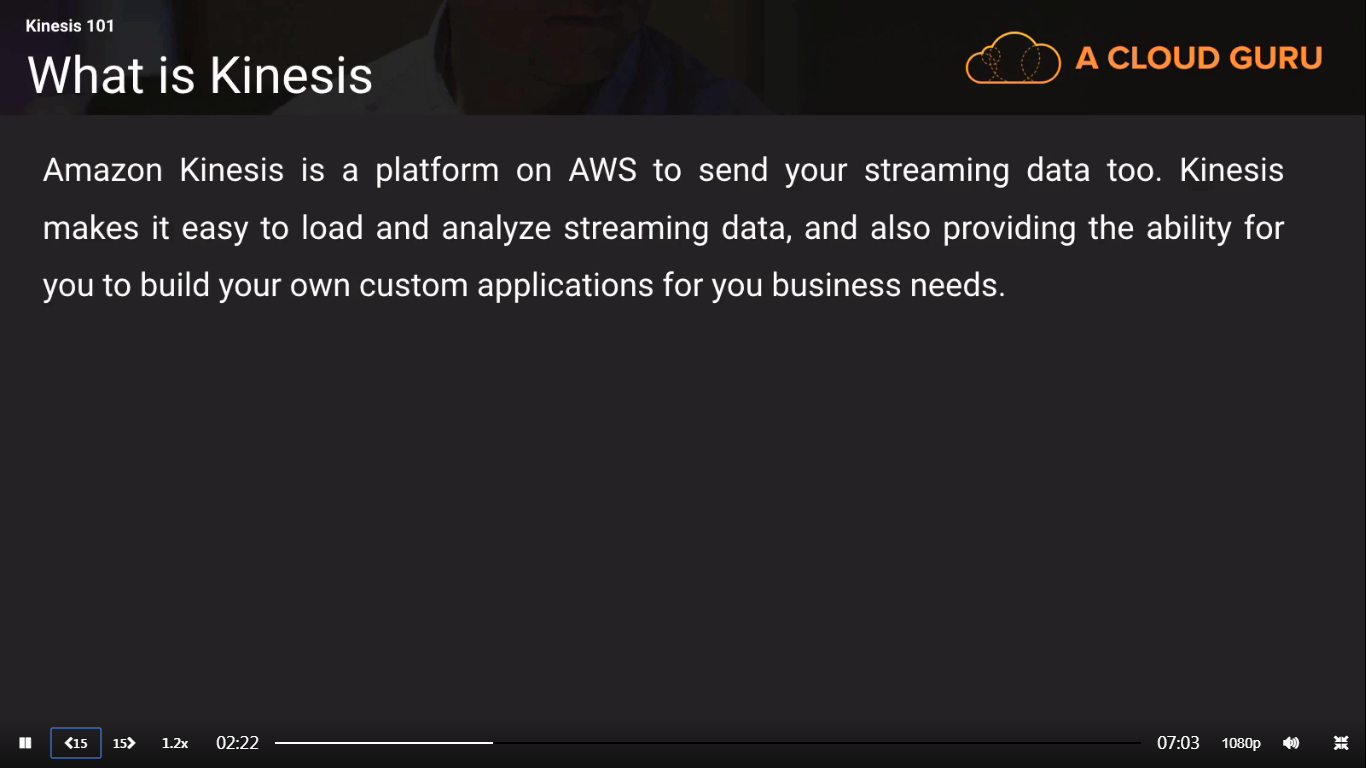 Kinesis 101
What is Kinesis
A CLOUD GURU
Amazon Kinesis is a platform on AWS to send your streaming data too. Kinesis
makes it easy to load and analyze streaming data, and also providing the ability for
you to build your own custom applications for you business needs.
15 15 1.2x 02:22 07:03 1080p